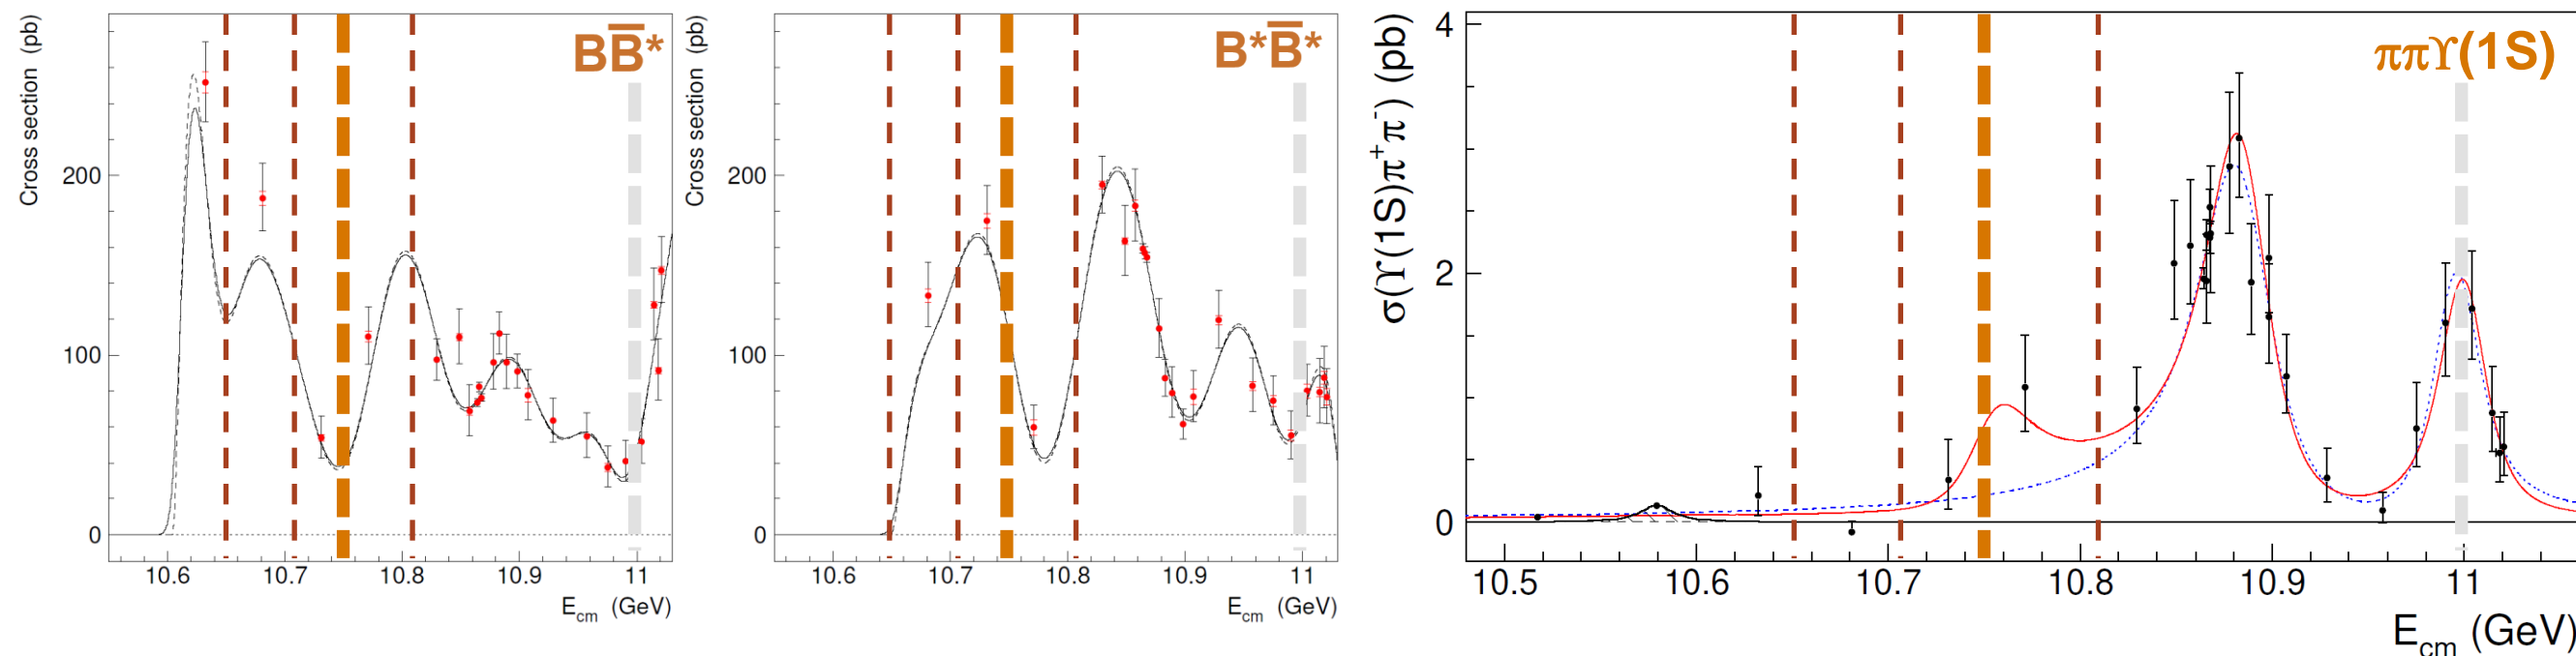 Cross section (pb)
BB̅*
200
100
0
10.6 10.7 10.8 10.9 11
E_cm (GeV)
Cross section (pb)
B*B̅*
200
100
0
10.6 10.7 10.8 10.9 11
E_cm (GeV)
σ(ϒ(1S)π⁺π⁻) (pb)
ππϒ(1S)
4
2
0
10.5 10.6 10.7 10.8 10.9 11
E_cm (GeV)